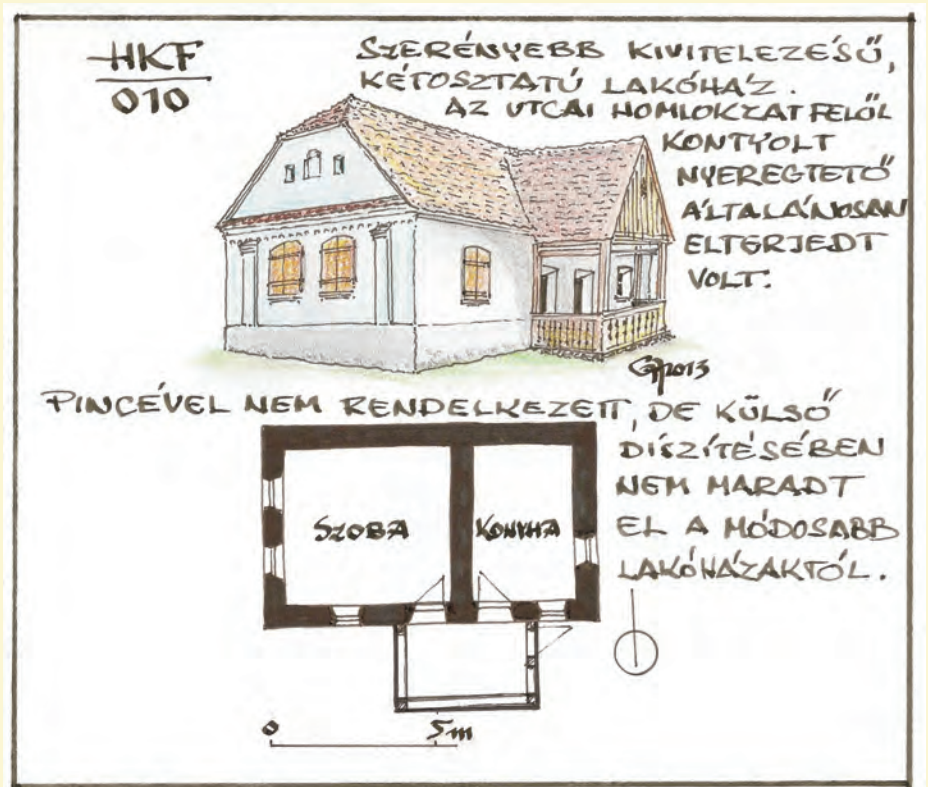 HKF
010
SZERÉNYEBB KIVITELEZÉSŰ,
KÉTOSZTATÚ LAKÓHÁZ.
AZ UTCAI HOMLOKZAT FELŐL
KONTYOLT
NYEREGTETŐ
ÁLTALÁNOSAN
ELTERJEDT
VOLT.
PINCÉVEL NEM RENDELKEZETT, DE KÜLSŐ
DÍSZÍTÉSÉBEN
NEM MARADT
EL A MÓDOSABB
LAKÓHÁZAKTÓL.
SZOBA
KONYHA
0 5m